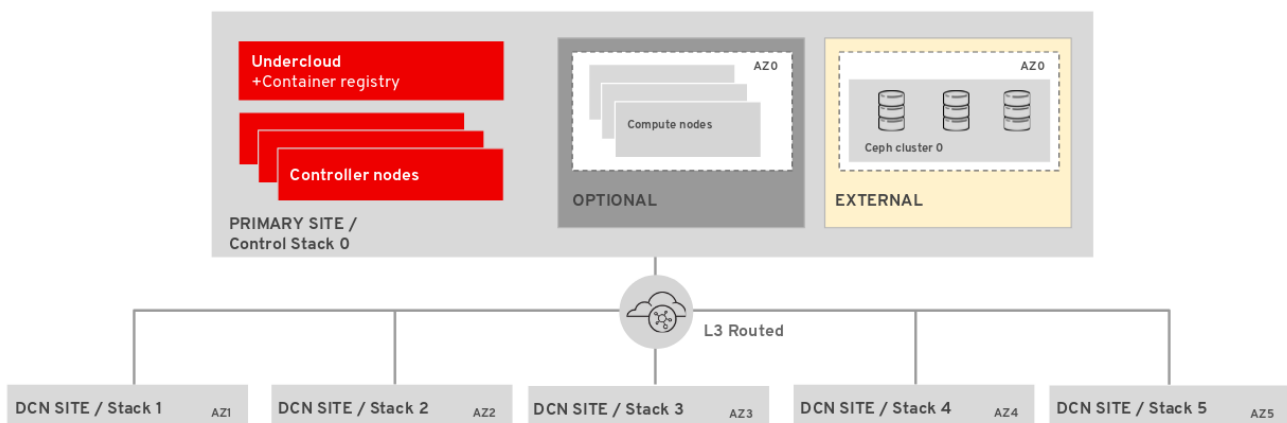 Undercloud
+Container registry
Controller nodes
PRIMARY SITE /
Control Stack 0
AZ0
Compute nodes
OPTIONAL
AZ0
Ceph cluster 0
EXTERNAL
L3 Routed
DCN SITE / Stack 1 AZ1
DCN SITE / Stack 2 AZ2
DCN SITE / Stack 3 AZ3
DCN SITE / Stack 4 AZ4
DCN SITE / Stack 5 AZ5